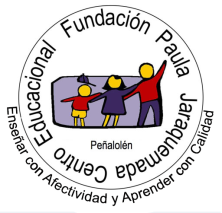 Centro Educacional Fundación Paula Jaraquemada
Peñalolén
Enseñar con Afectividad y Aprender con Calidad